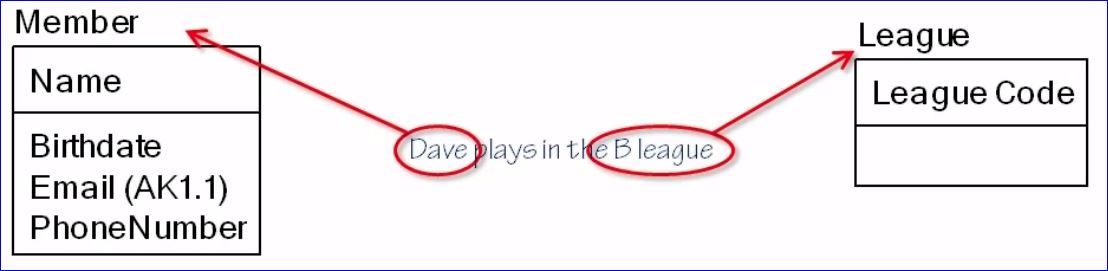 Member
Name
Birthdate
Email (AK1.1)
PhoneNumber
Dave plays in the B league
League
League Code